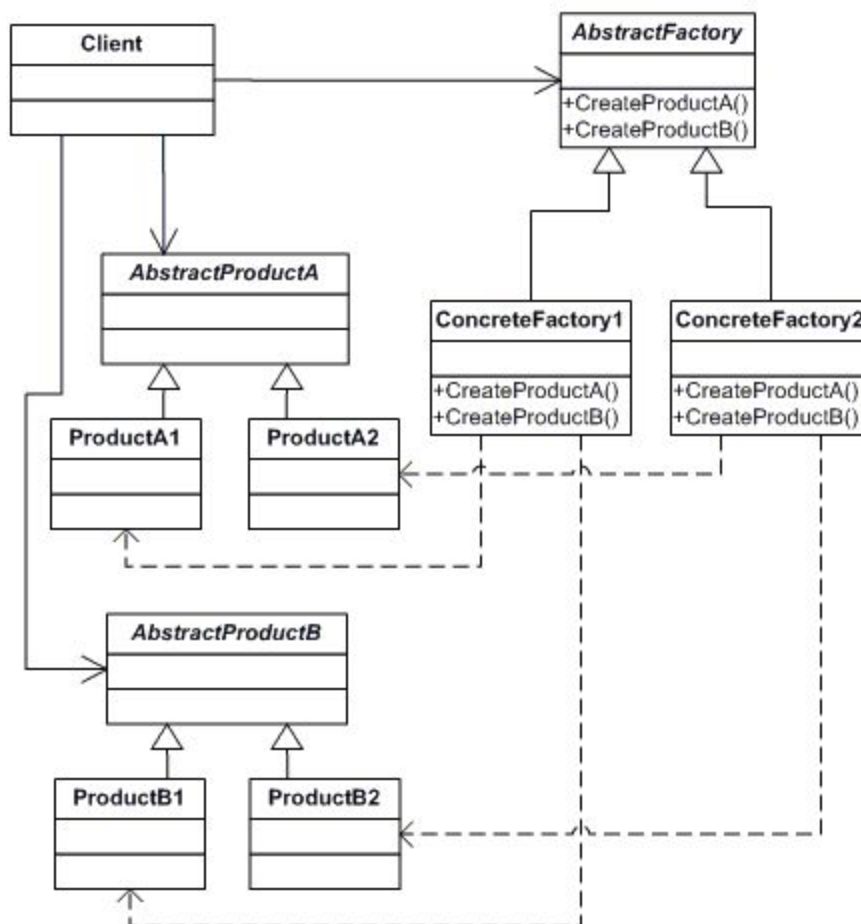 Client
AbstractFactory
+CreateProductA()
+CreateProductB()
AbstractProductA
ConcreteFactory1
+CreateProductA()
+CreateProductB()
ConcreteFactory2
+CreateProductA()
+CreateProductB()
ProductA1
ProductA2
AbstractProductB
ProductB1
ProductB2